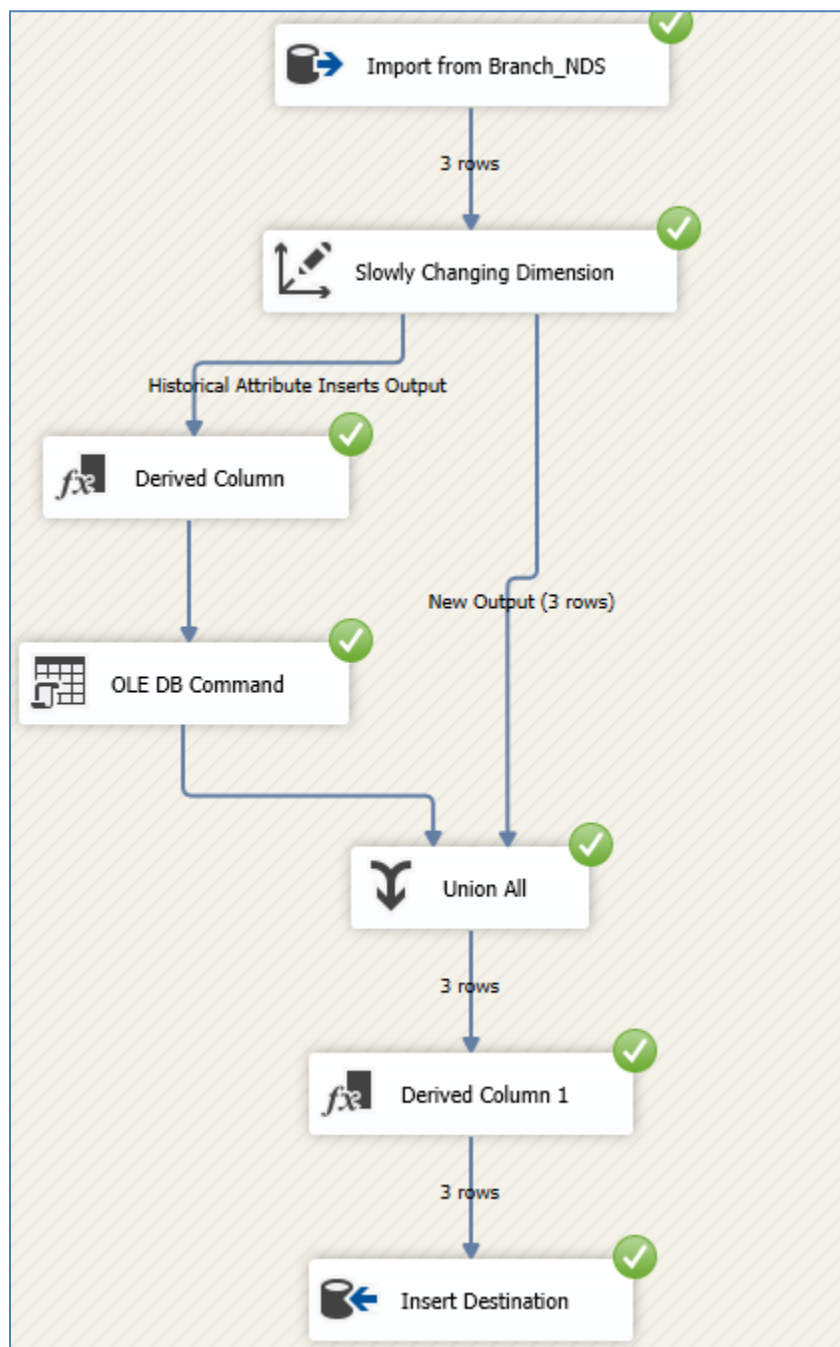 Import from Branch_NDS
3 rows
Slowly Changing Dimension
Historical Attribute Inserts Output
Derived Column
New Output (3 rows)
OLE DB Command
Union All
3 rows
Derived Column 1
3 rows
Insert Destination